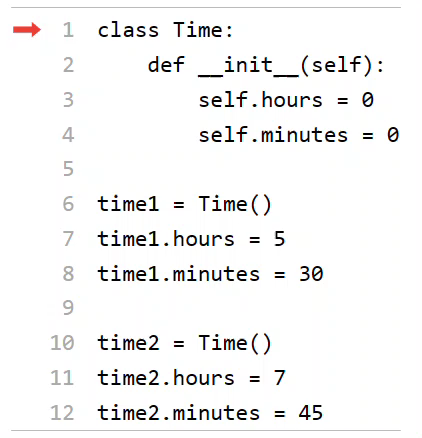 1 class Time:
2     def __init__(self):
3         self.hours = 0
4         self.minutes = 0
5
6 time1 = Time()
7 time1.hours = 5
8 time1.minutes = 30
9
10 time2 = Time()
11 time2.hours = 7
12 time2.minutes = 45